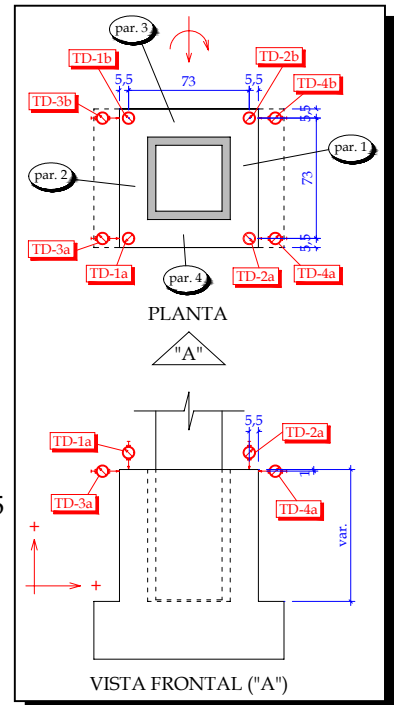 par. 3
TD-1b
TD-2b
5,5
73
5,5
TD-3b
TD-4b
5,5
par. 1
par. 2
73
TD-3a
5,5
TD-1a
TD-2a
TD-4a
par. 4
PLANTA
"A"
5,5
TD-1a
TD-2a
1
TD-3a
TD-4a
5
+
var.
+
VISTA FRONTAL ("A")